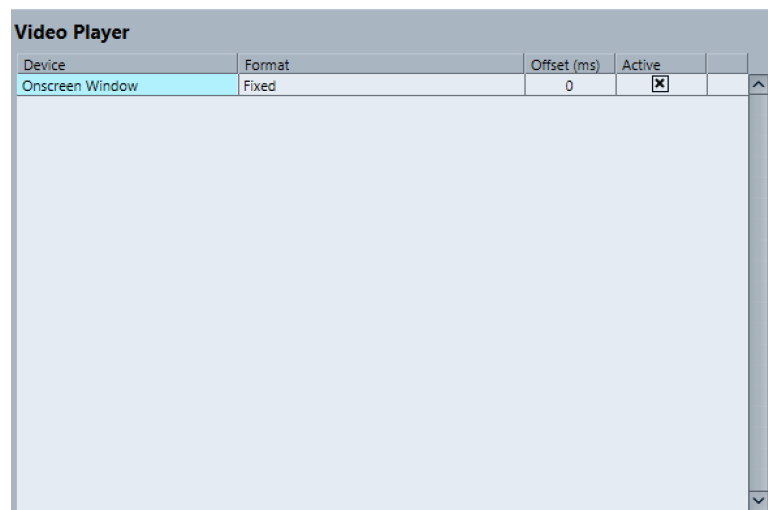 Video Player
Device Format Offset (ms) Active
Onscreen Window Fixed 0